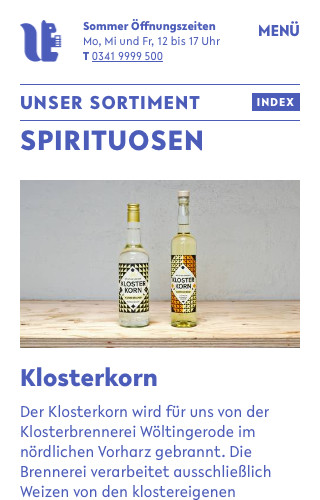 Sommer Öffnungszeiten
Mo, Mi und Fr, 12 bis 17 Uhr
T 0341 9999 500
MENÜ
UNSER SORTIMENT
INDEX
SPIRITUOSEN
KLOSTER
KORN
KLOSTER
KORN
Klosterkorn
Der Klosterkorn wird für uns von der
Klosterbrennerei Wöltingerode im
nördlichen Vorharz gebrannt. Die
Brennerei verarbeitet ausschließlich
Weizen von den klostereigenen